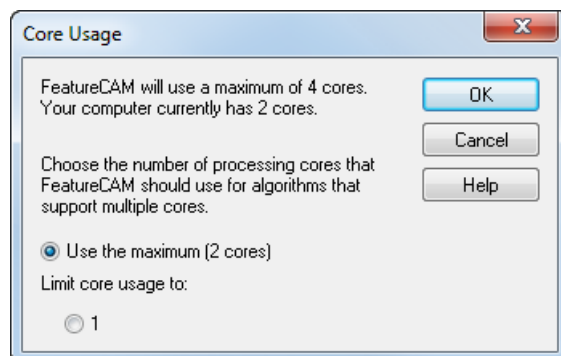 Core Usage
FeatureCAM will use a maximum of 4 cores.
Your computer currently has 2 cores.
OK
Cancel
Help
Choose the number of processing cores that
FeatureCAM should use for algorithms that
support multiple cores.
Use the maximum (2 cores)
Limit core usage to:
1